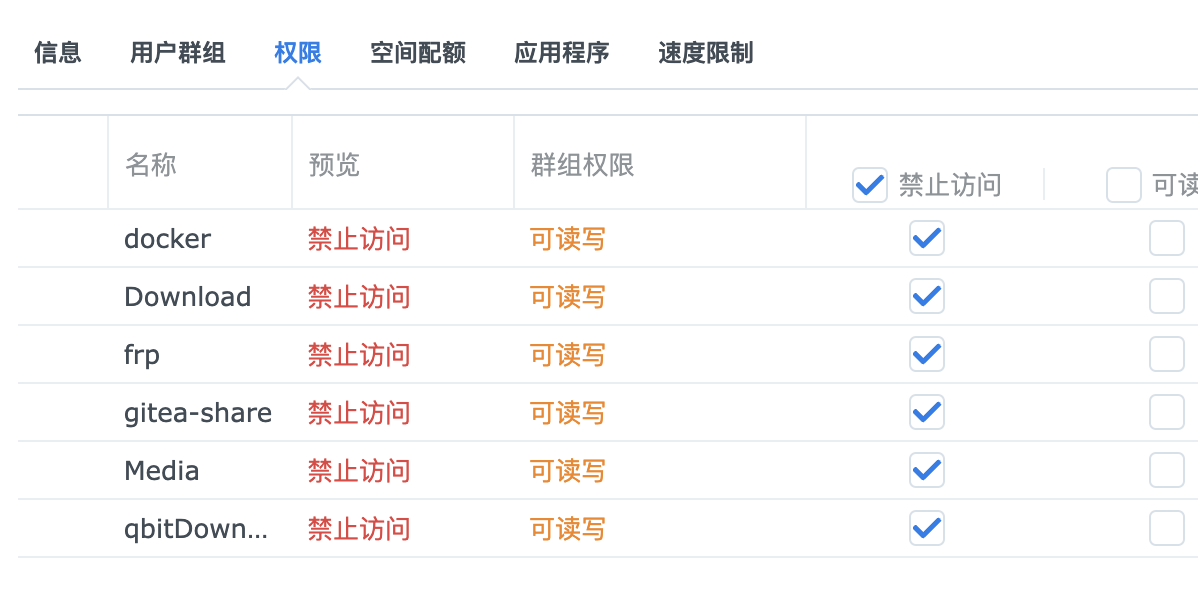 信息 用户群组 权限 空间配额 应用程序 速度限制
名称 预览 群组权限 禁止访问 可读
docker 禁止访问 可读写
Download 禁止访问 可读写
frp 禁止访问 可读写
gitea-share 禁止访问 可读写
Media 禁止访问 可读写
qbitDown... 禁止访问 可读写